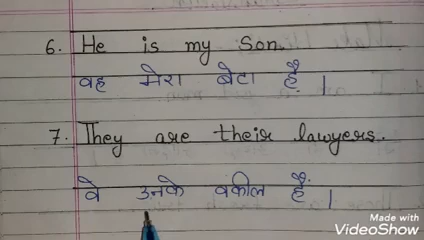 6. He is my Son.
वह मेरा बेटा है।
7. They are their lawyers.
वे उनके वकील हैं।
Made with
VideoShow